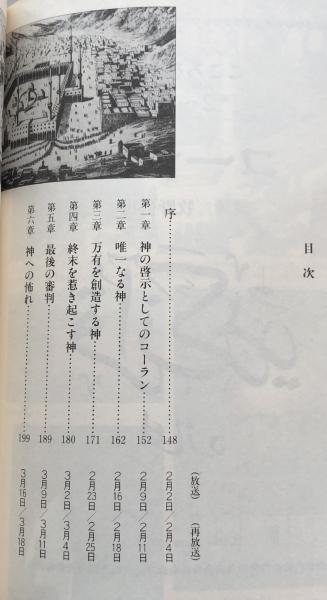 目次
(放送) (再放送)
序……………………148 2月2日／2月4日
第一章 神の啓示としてのコーラン………152 2月9日／2月11日
第二章 唯一なる神………………162 2月16日／2月18日
第三章 万有を創造する神…………171 2月23日／2月25日
第四章 終末を惹き起こす神………180 3月2日／3月4日
第五章 最後の審判………………189 3月9日／3月11日
第六章 神への怖れ………………199 3月16日／3月18日